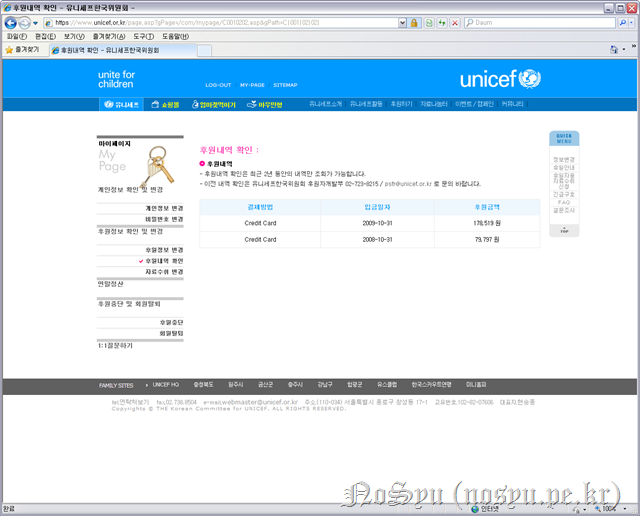 후원내역 확인 - 유니세프한국위원회 -
https://www.unicef.or.kr/page.asp?gPage=/com/mypage/
Daum
파일(F) 편집(E) 보기(V) 즐겨찾기(A) 도구(T) 도움말(H)
즐겨찾기 후원내역 확인 - 유니세프한국위원회
unite for
children
LOG-OUT MY-PAGE SITEMAP
unicef
유니세프 쇼핑몰 엄마젖먹이기 아우인형 유니세프소개 유니세프활동 후원하기 자료나눔터 이벤트/캠페인 커뮤니티
마이페이지
My
Page
개인정보 확인 및 변경
개인정보 변경
비밀번호 변경
후원정보 확인 및 변경
후원정보 변경
후원내역 확인
자료수취 변경
연말정산
후원중단 및 회원탈퇴
후원중단
회원탈퇴
1:1질문하기
후원내역 확인 :
후원내역
- 후원내역 확인은 최근 2년 동안의 내역만 조회가 가능합니다.
- 이전 내역 확인은 유니세프한국위원회 후원자개발부 02-723-8215 / psfr@unicef.or.kr 로 문의 바랍니다.
결제방법 입금일자 후원금액
Credit Card 2009-10-31 178,519 원
Credit Card 2008-10-31 79,797 원
QUICK
MENU
정보변경
후원안내
후원자용
자료수취
신청
긴급구호
FAQ
설문조사
TOP
FAMILY SITES UNICEF HQ 충청북도 원주시 금산군 충주시 강남구 함평군 유스클럽 한국스카우트연맹 미니홈피
tel.연락처보기 fax.02.738.8504 e-mail.webmaster@unicef.or.kr 주소.(110-034) 서울특별시 종로구 창성동 17-1 고유번호.102-82-07606 대표자.현승종
Copyrights © THE Korean Committee for UNICEF. ALL RIGHTS RESERVED.
NoSyu (nosyu.pe.kr)
완료 인터넷 100%